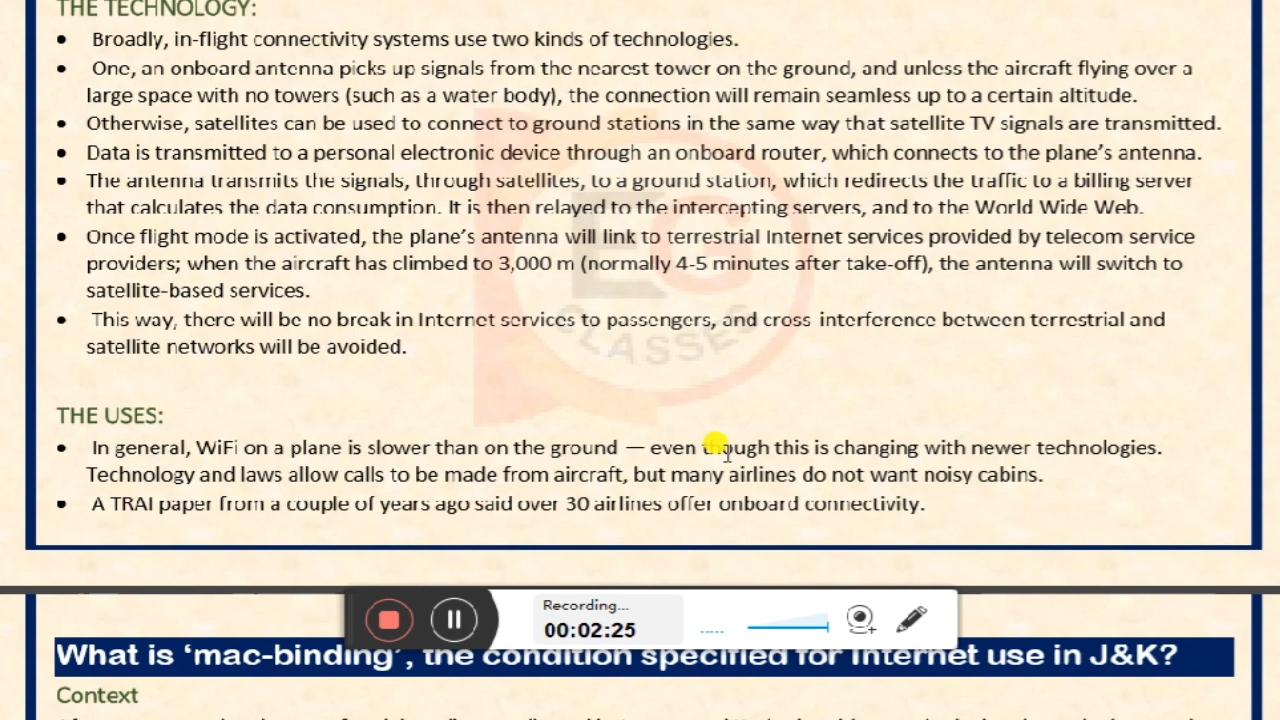 THE TECHNOLOGY:
• Broadly, in-flight connectivity systems use two kinds of technologies.
• One, an onboard antenna picks up signals from the nearest tower on the ground, and unless the aircraft flying over a
large space with no towers (such as a water body), the connection will remain seamless up to a certain altitude.
• Otherwise, satellites can be used to connect to ground stations in the same way that satellite TV signals are transmitted.
• Data is transmitted to a personal electronic device through an onboard router, which connects to the plane's antenna.
• The antenna transmits the signals, through satellites, to a ground station, which redirects the traffic to a billing server
that calculates the data consumption. It is then relayed to the intercepting servers, and to the World Wide Web.
• Once flight mode is activated, the plane's antenna will link to terrestrial Internet services provided by telecom service
providers; when the aircraft has climbed to 3,000 m (normally 4-5 minutes after take-off), the antenna will switch to
satellite-based services.
• This way, there will be no break in Internet services to passengers, and cross interference between terrestrial and
satellite networks will be avoided.
CLASSES
THE USES:
• In general, WiFi on a plane is slower than on the ground — even though this is changing with newer technologies.
Technology and laws allow calls to be made from aircraft, but many airlines do not want noisy cabins.
• A TRAI paper from a couple of years ago said over 30 airlines offer onboard connectivity.
Recording...
00:02:25
What is 'mac-binding', the condition specified for Internet use in J&K?
Context